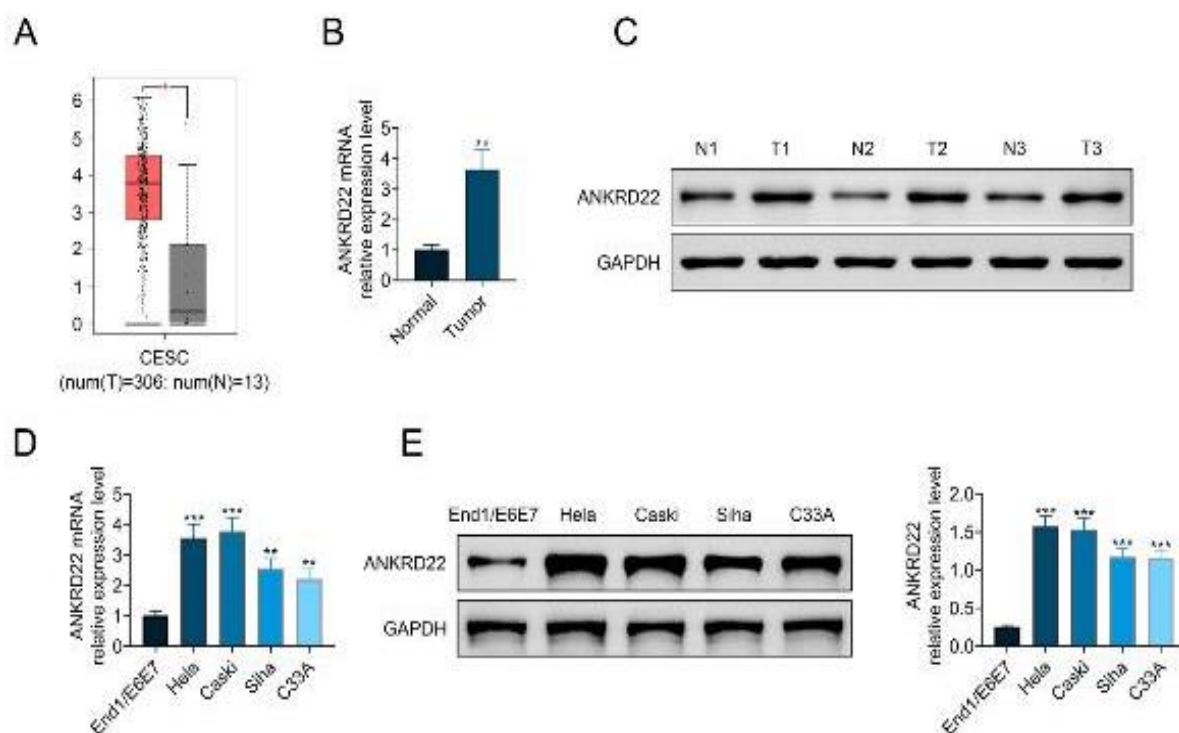 A
6
5
4
3
2
1
0
CESC
(num(T)=306: num(N)=13)
B
ANKRD22 mRNA
relative expression level
5
4
3
2
1
0
**
Normal
Tumor
C
N1 T1 N2 T2 N3 T3
ANKRD22
GAPDH
D
ANKRD22 mRNA
relative expression level
5
4
3
2
1
0
*** *** ** **
End1/E6E7
Hela
Caski
Siha
C33A
E
End1/E6E7 Hela Caski Siha C33A
ANKRD22
GAPDH
ANKRD22
relative expression level
2.0
1.5
1.0
0.5
0.0
*** *** *** ***
End1/E6E7
Hela
Caski
Siha
C33A